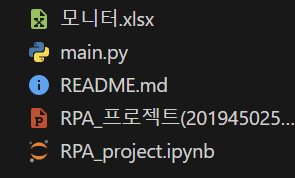 모니터.xlsx
main.py
README.md
RPA_프로젝트(201945025...
RPA_project.ipynb